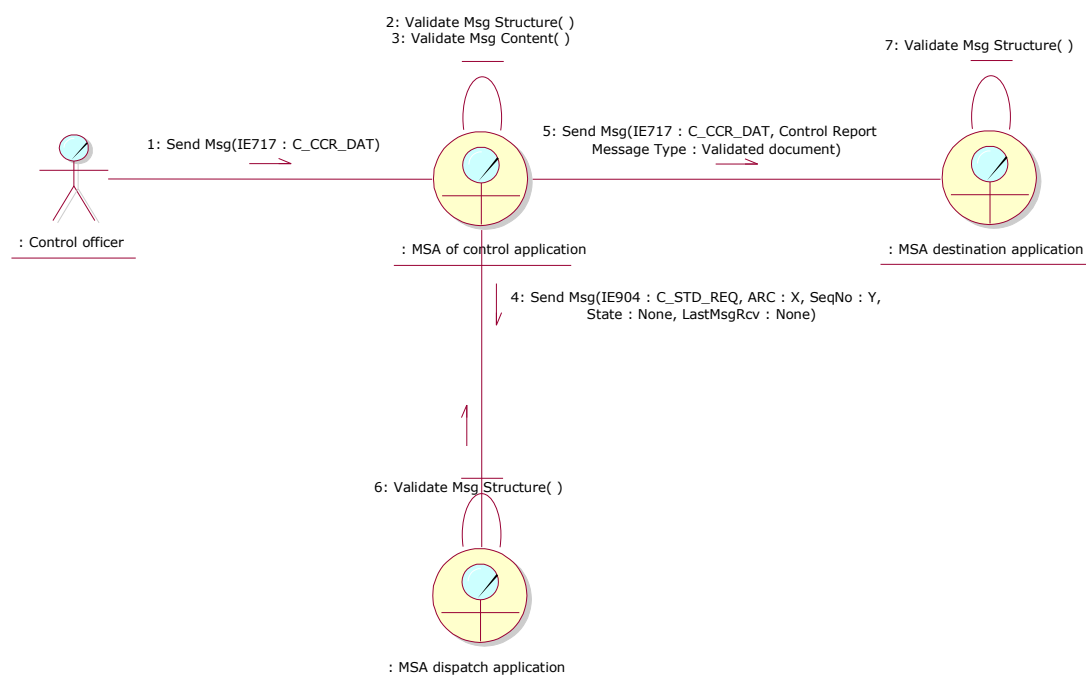 2: Validate Msg Structure( )
3: Validate Msg Content( )
7: Validate Msg Structure( )
1: Send Msg(IE717 : C_CCR_DAT)
5: Send Msg(IE717 : C_CCR_DAT, Control Report
Message Type : Validated document)
: Control officer
: MSA of control application
: MSA destination application
4: Send Msg(IE904 : C_STD_REQ, ARC : X, SeqNo : Y,
State : None, LastMsgRcv : None)
6: Validate Msg Structure( )
: MSA dispatch application